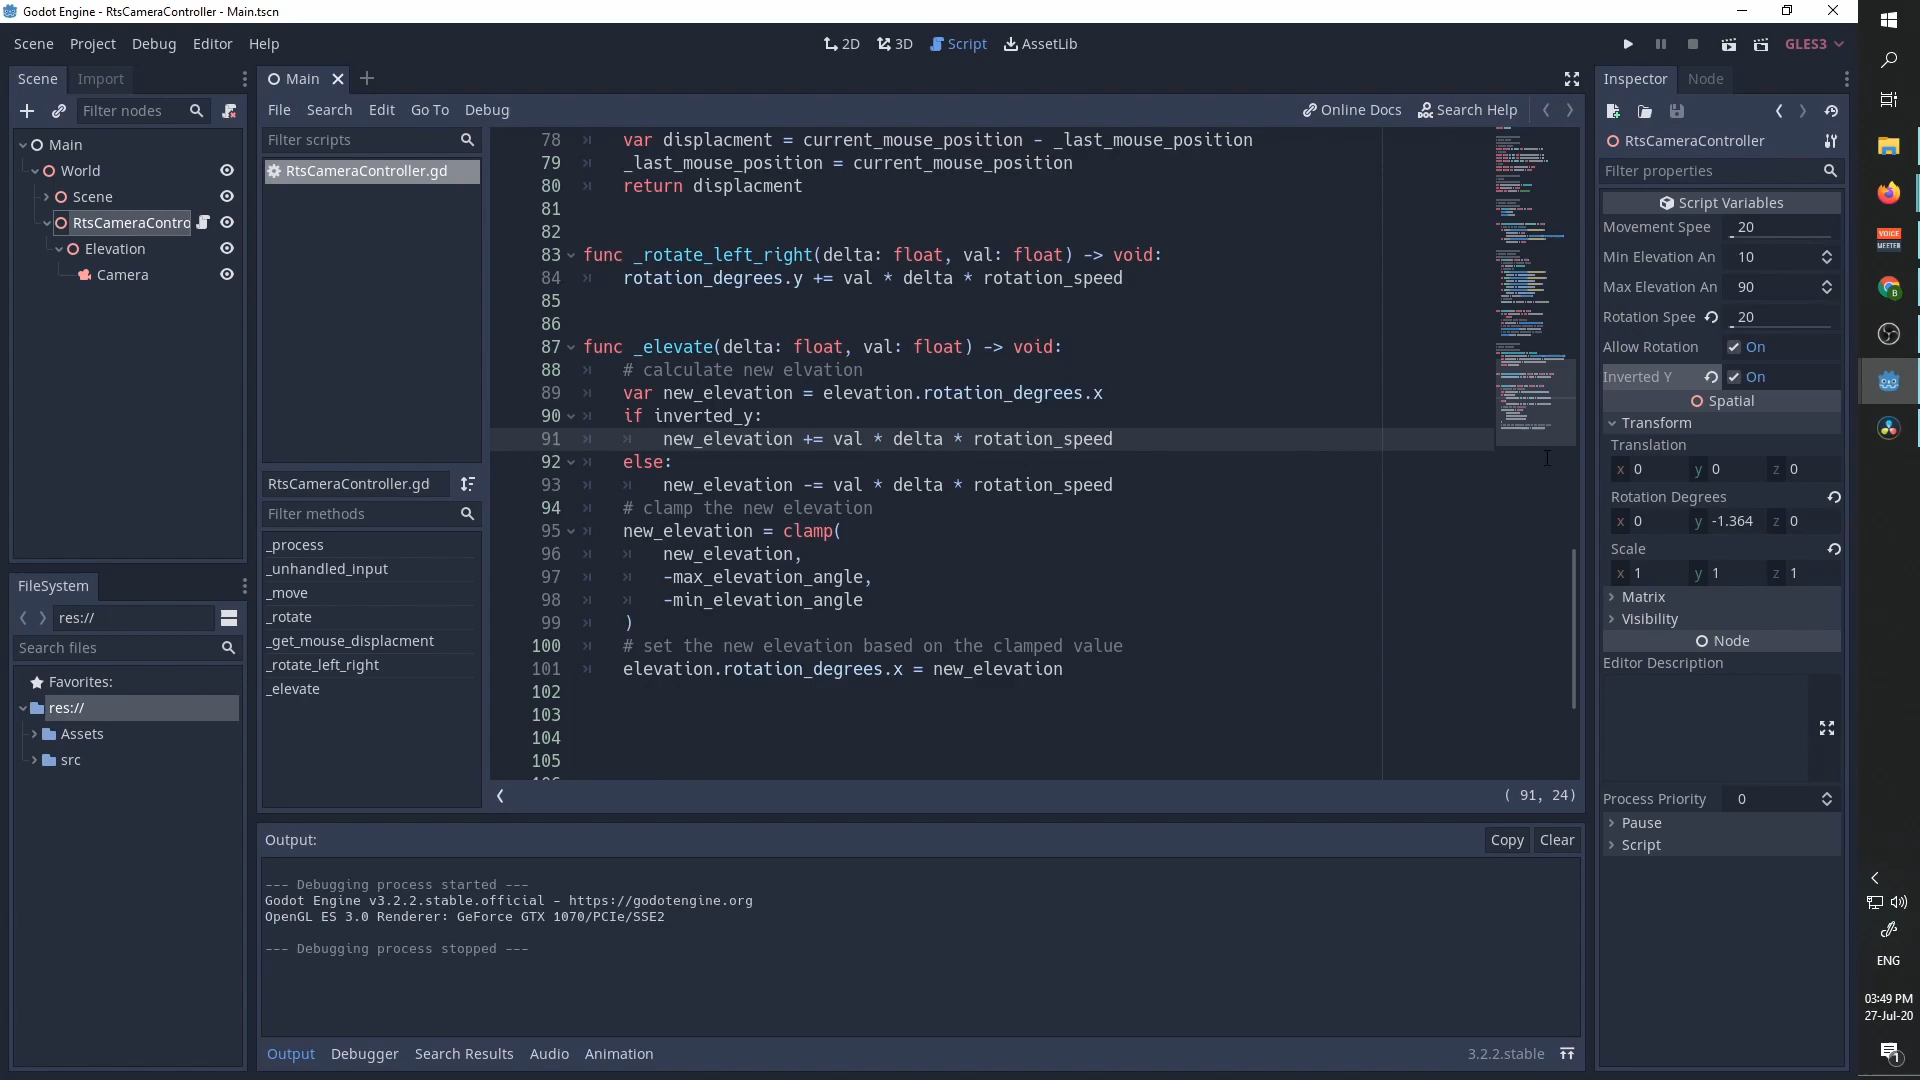 Godot Engine - RtsCameraController - Main.tscn
Scene Project Debug Editor Help
2D 3D Script AssetLib
GLES3
Scene Import
Filter nodes
Main
World
Scene
RtsCameraContro
Elevation
Camera
FileSystem
res://
Search files
Favorites:
res://
Assets
src
Main
File Search Edit Go To Debug
Online Docs Search Help
Filter scripts
RtsCameraController.gd
RtsCameraController.gd
Filter methods
_process
_unhandled_input
_move
_rotate
_get_mouse_displacment
_rotate_left_right
_elevate
78 var displacment = current_mouse_position - _last_mouse_position
79 _last_mouse_position = current_mouse_position
80 return displacment
81
82
83 func _rotate_left_right(delta: float, val: float) -> void:
84 rotation_degrees.y += val * delta * rotation_speed
85
86
87 func _elevate(delta: float, val: float) -> void:
88 # calculate new elvation
89 var new_elevation = elevation.rotation_degrees.x
90 if inverted_y:
91 new_elevation += val * delta * rotation_speed
92 else:
93 new_elevation -= val * delta * rotation_speed
94 # clamp the new elevation
95 new_elevation = clamp(
96 new_elevation,
97 -max_elevation_angle,
98 -min_elevation_angle
99 )
100 # set the new elevation based on the clamped value
101 elevation.rotation_degrees.x = new_elevation
102
103
104
105
( 91, 24)
Output:
Copy Clear
--- Debugging process started ---
Godot Engine v3.2.2.stable.official - https://godotengine.org
OpenGL ES 3.0 Renderer: GeForce GTX 1070/PCIe/SSE2
--- Debugging process stopped ---
Output Debugger Search Results Audio Animation
3.2.2.stable
Inspector Node
RtsCameraController
Filter properties
Script Variables
Movement Spee 20
Min Elevation An 10
Max Elevation An 90
Rotation Spee 20
Allow Rotation On
Inverted Y On
Spatial
Transform
Translation
x 0 y 0 z 0
Rotation Degrees
x 0 y -1.364 z 0
Scale
x 1 y 1 z 1
Matrix
Visibility
Node
Editor Description
Process Priority 0
Pause
Script
VOICE
MEETER
B
ENG
03:49 PM
27-Jul-20
1